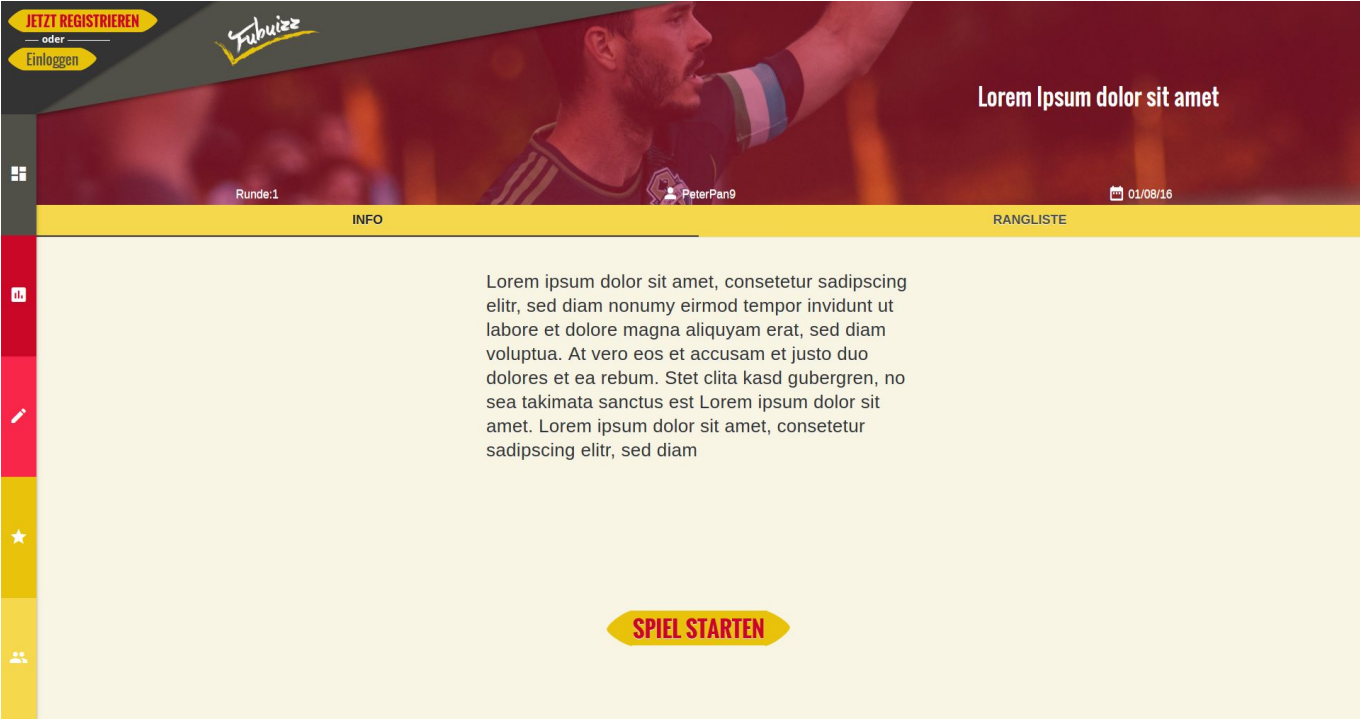 JETZT REGISTRIEREN
oder
Einloggen
Fubuizz
Lorem Ipsum dolor sit amet
Runde:1
PeterPan9
01/08/16
INFO
RANGLISTE
Lorem ipsum dolor sit amet, consetetur sadipscing
elitr, sed diam nonumy eirmod tempor invidunt ut
labore et dolore magna aliquyam erat, sed diam
voluptua. At vero eos et accusam et justo duo
dolores et ea rebum. Stet clita kasd gubergren, no
sea takimata sanctus est Lorem ipsum dolor sit
amet. Lorem ipsum dolor sit amet, consetetur
sadipscing elitr, sed diam
SPIEL STARTEN